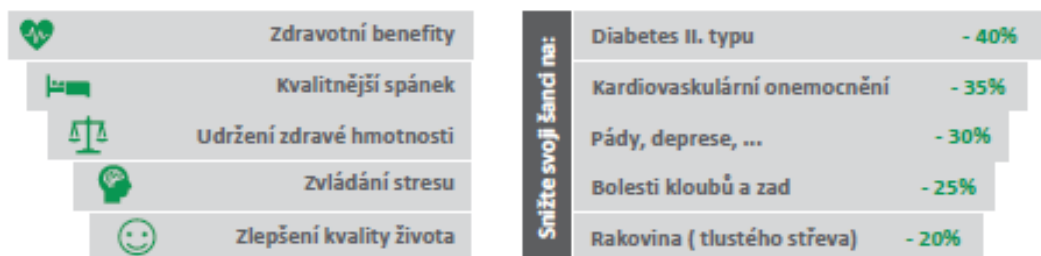 Zdravotní benefity
Kvalitnější spánek
Udržení zdravé hmotnosti
Zvládání stresu
Zlepšení kvality života
Snižte svoji šanci na:
Diabetes II. typu - 40%
Kardiovaskulární onemocnění - 35%
Pády, deprese, ... - 30%
Bolesti kloubů a zad - 25%
Rakovina ( tlustého střeva) - 20%